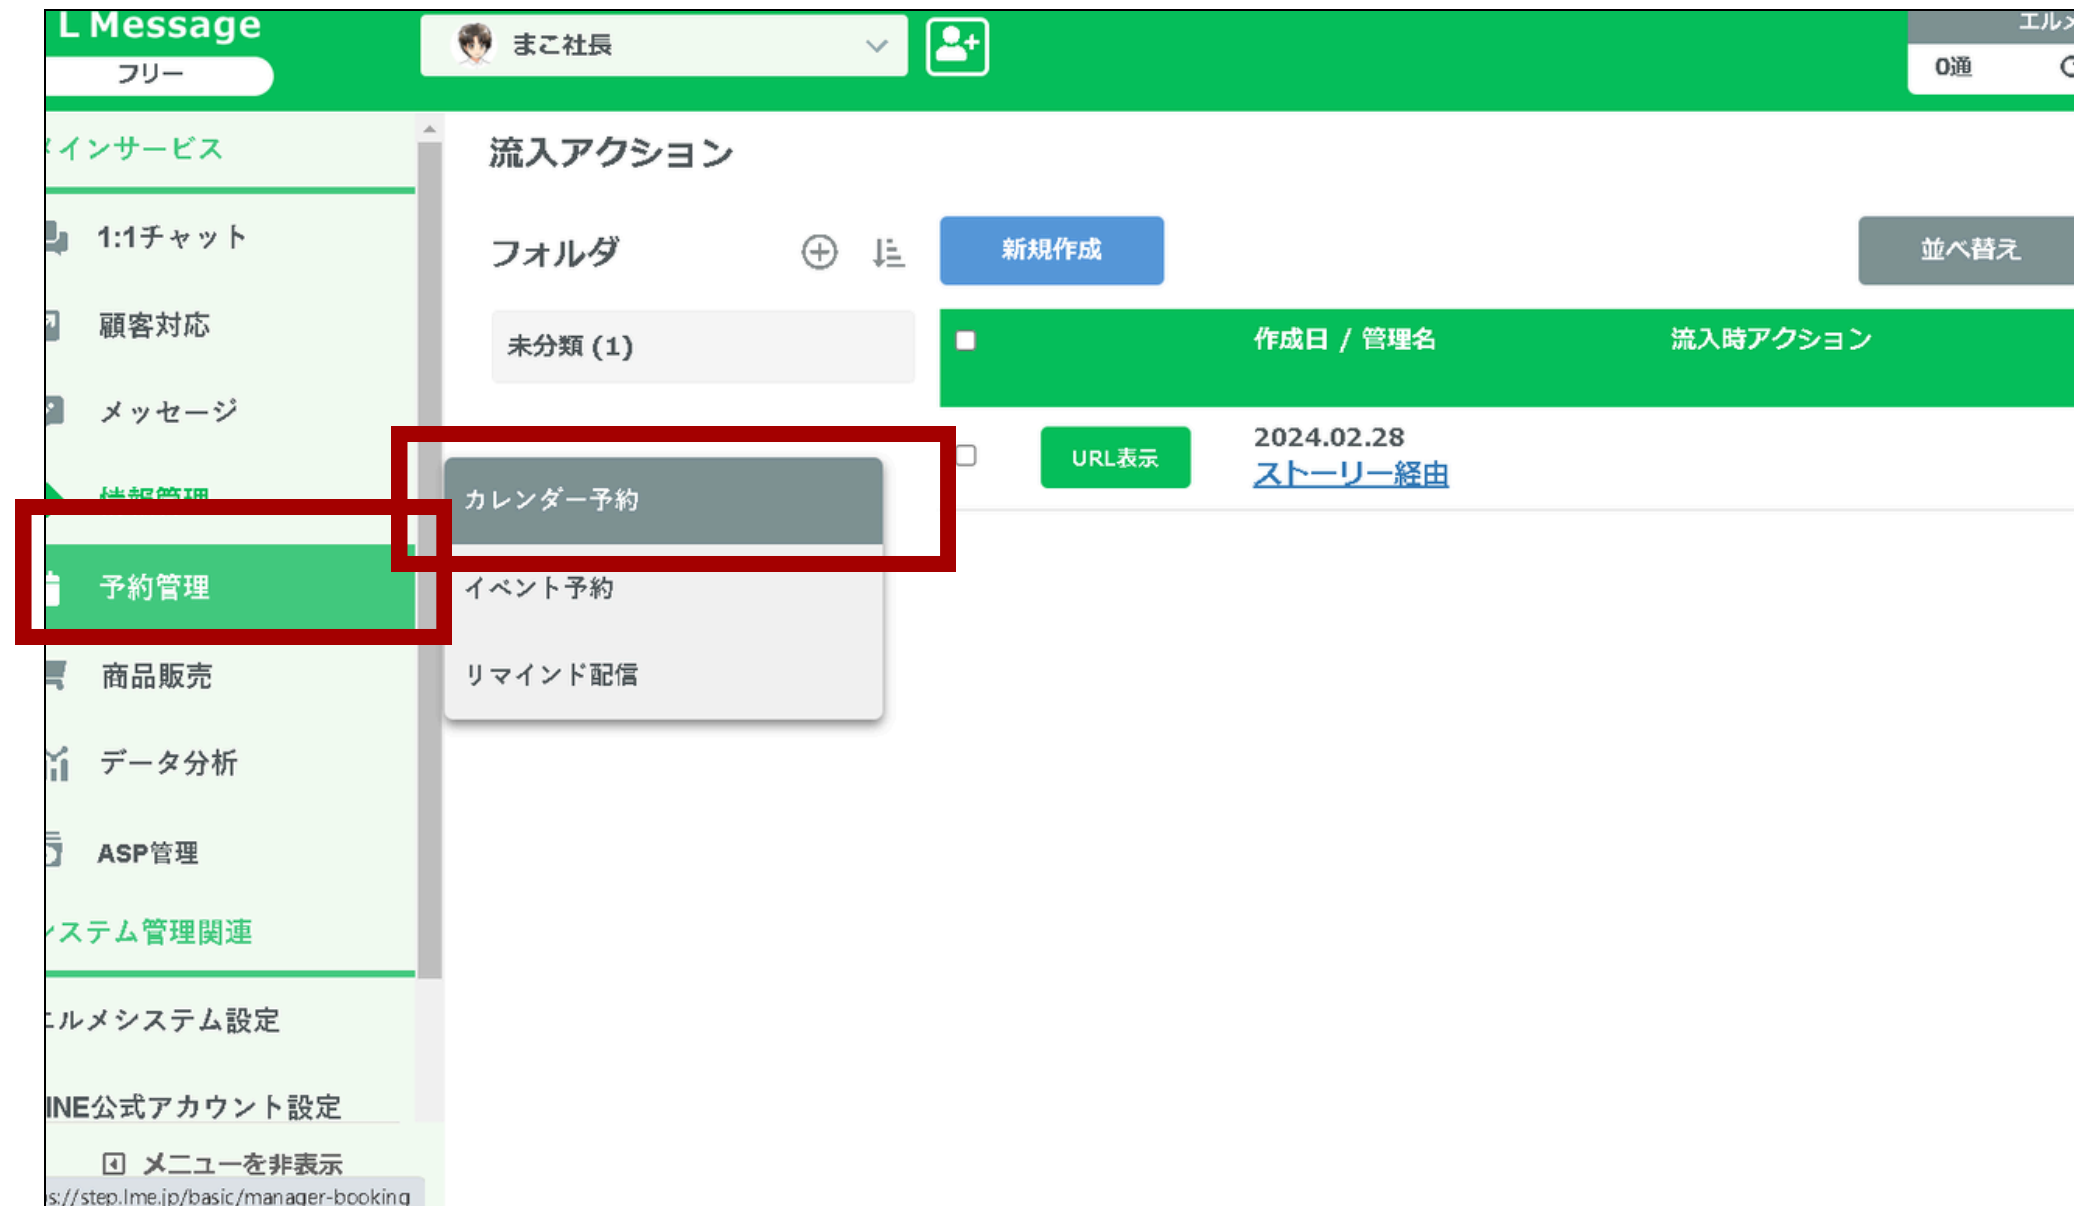 L Message
フリー
まこ社長
0通
インサービス
1:1チャット
顧客対応
メッセージ
情報管理
予約管理
商品販売
データ分析
ASP管理
ステム管理関連
ルメシステム設定
INE公式アカウント設定
メニューを非表示
s://step.lme.jp/basic/manager-booking
流入アクション
フォルダ
未分類 (1)
カレンダー予約
イベント予約
リマインド配信
新規作成
並べ替え
作成日 / 管理名
流入時アクション
URL表示
2024.02.28
ストーリー経由